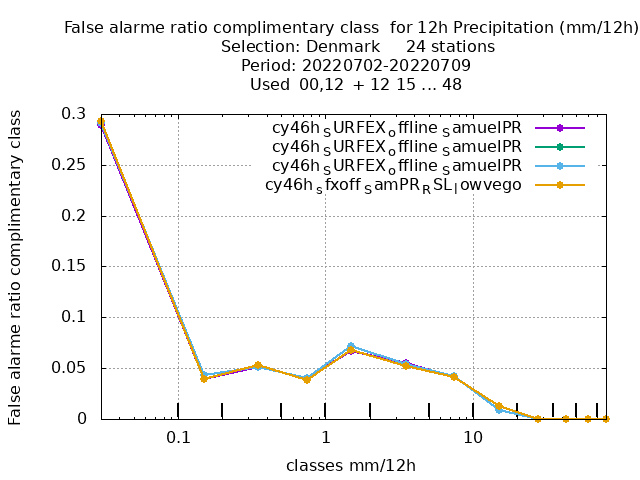 False alarme ratio complimentary class  for 12h Precipitation (mm/12h)
Selection: Denmark     24 stations
Period: 20220702-20220709
Used  00,12  + 12 15 ... 48
False alarme ratio complimentary class
0.3
0.25
0.2
0.15
0.1
0.05
0
cy46h_SURFEX_offline_SamuelPR
cy46h_SURFEX_offline_SamuelPR
cy46h_SURFEX_offline_SamuelPR
cy46h_sfxoff_SamPR_RSL_lowvego
0.1
1
10
classes mm/12h